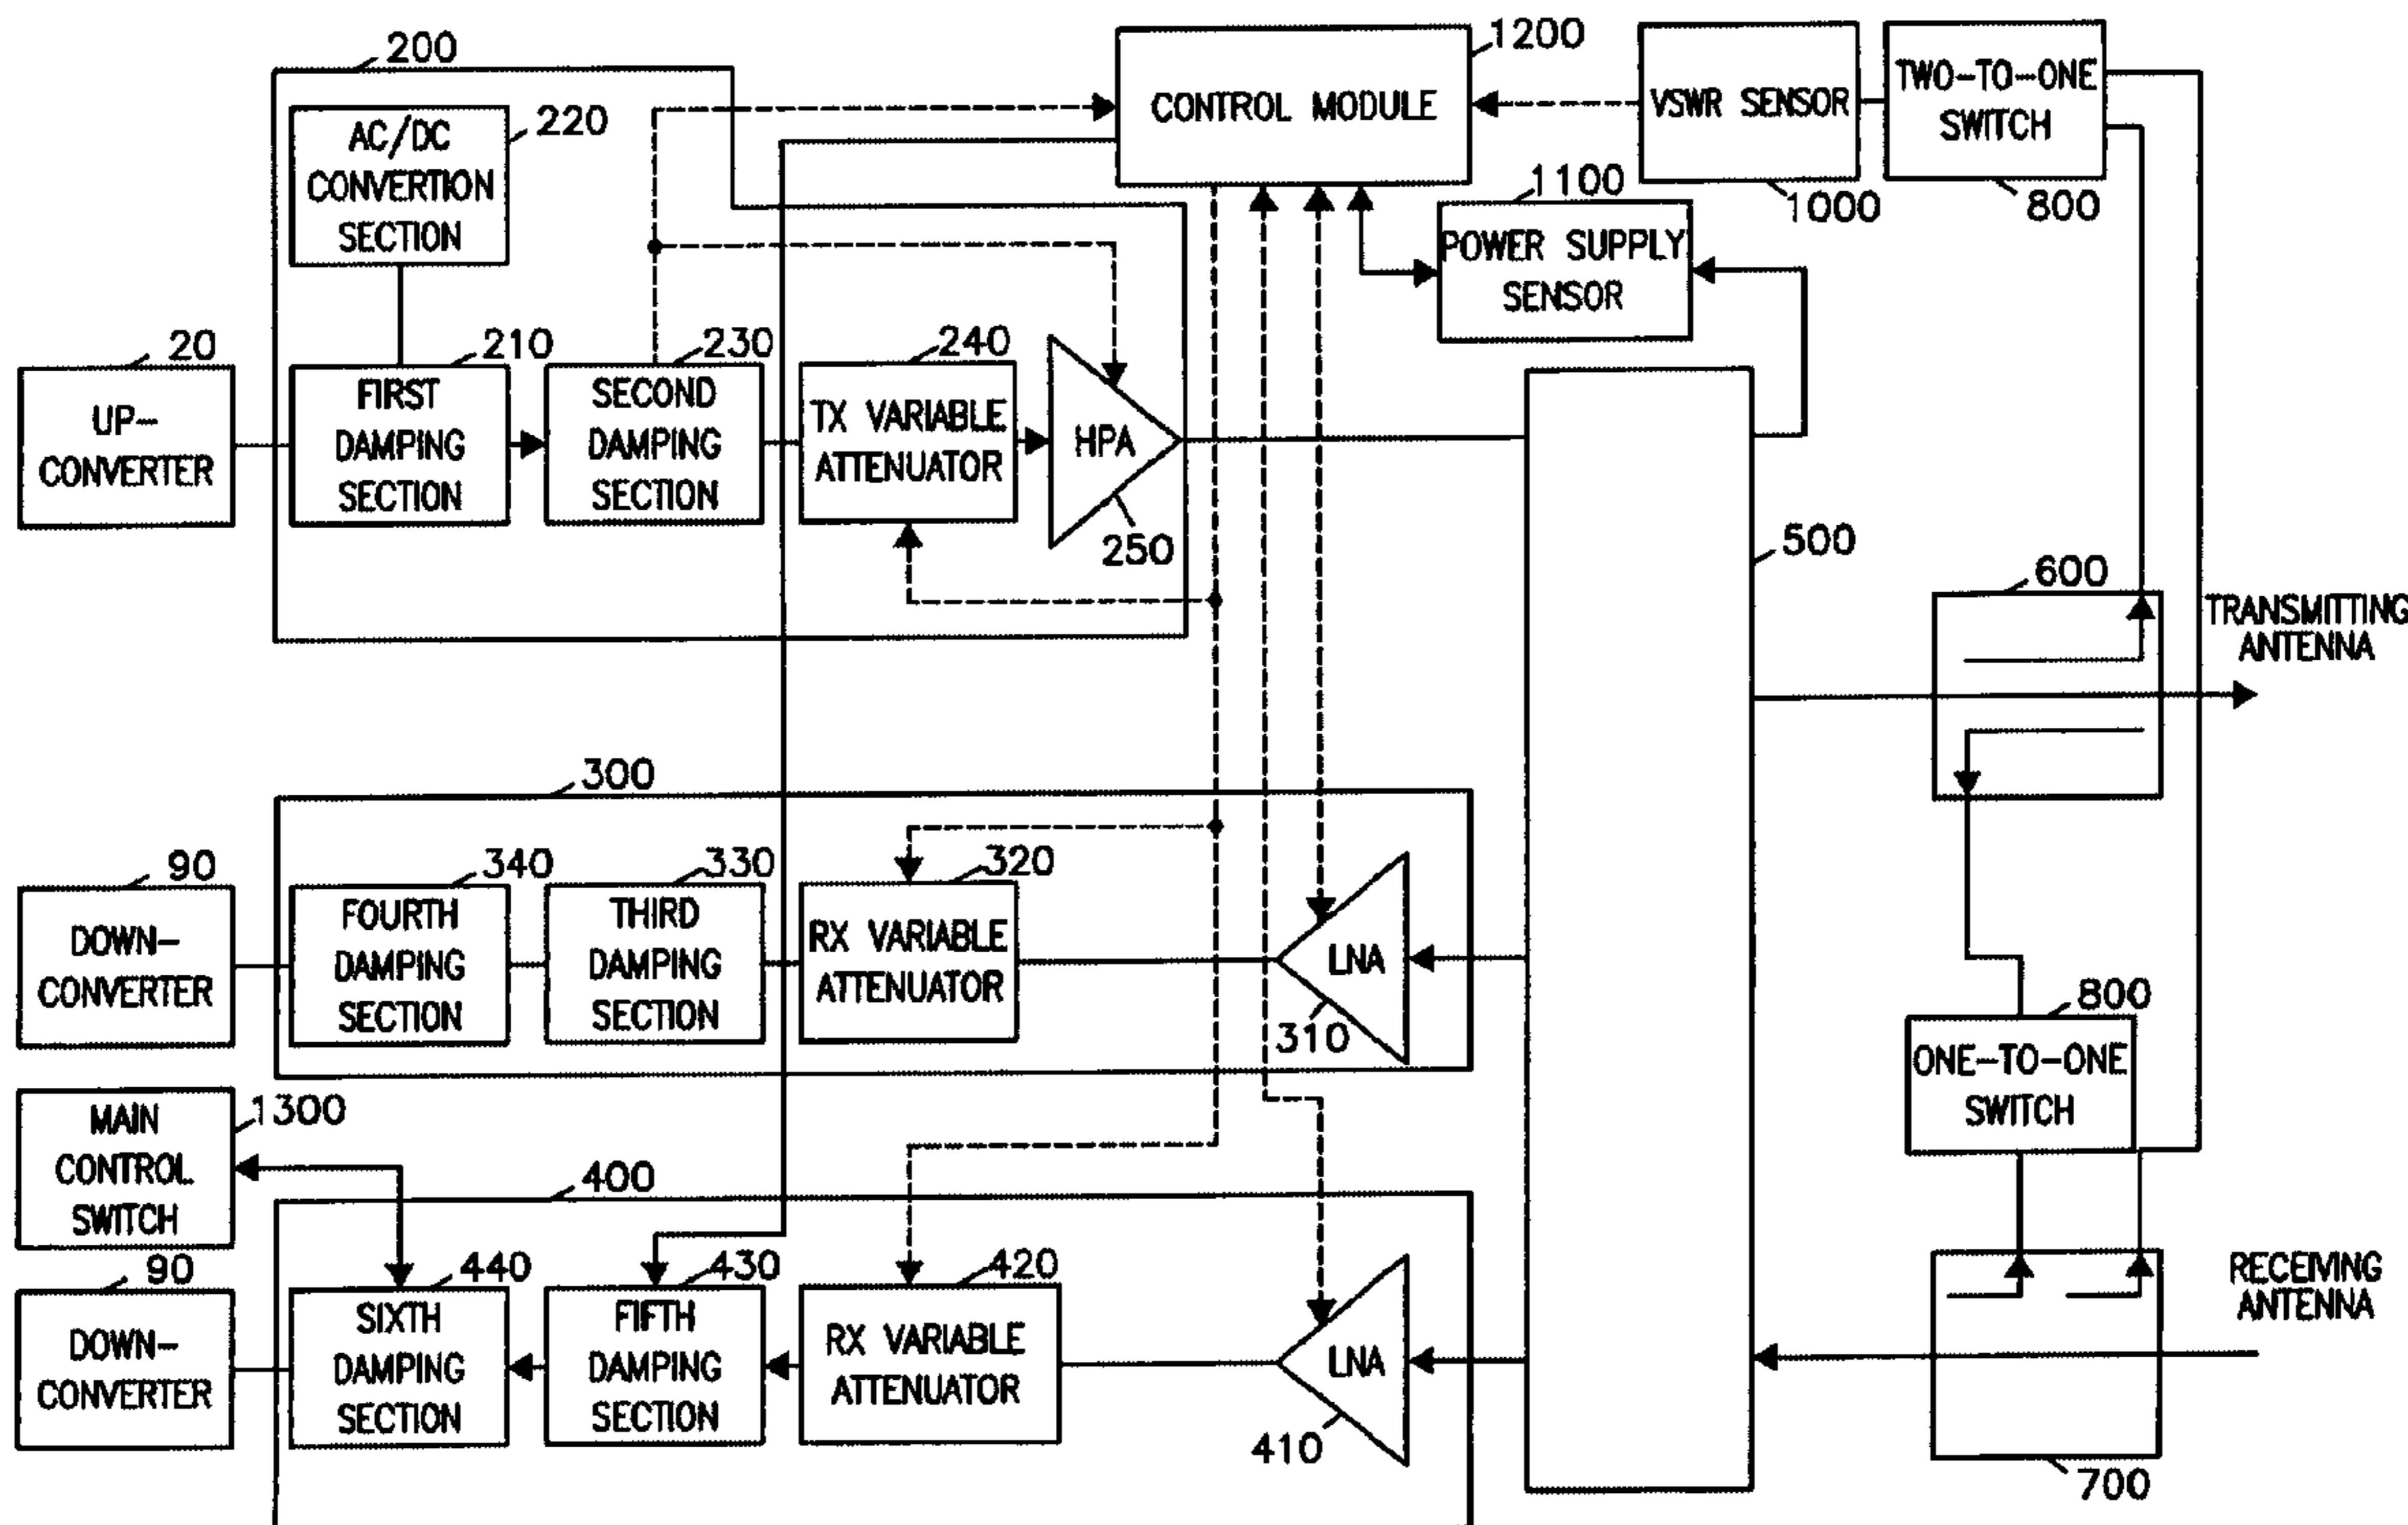 200
AC/DC
CONVERTION
SECTION
220
1200
CONTROL MODULE
VSWR SENSOR
1000
TWO-TO-ONE
SWITCH
800
1100
POWER SUPPLY
SENSOR
20
UP-
CONVERTER
210
FIRST
DAMPING
SECTION
230
SECOND
DAMPING
SECTION
240
TX VARIABLE
ATTENUATOR
HPA
250
500
600
TRANSMITTING
ANTENNA
300
90
DOWN-
CONVERTER
340
FOURTH
DAMPING
SECTION
330
THIRD
DAMPING
SECTION
320
RX VARIABLE
ATTENUATOR
LNA
310
800
ONE-TO-ONE
SWITCH
MAIN
CONTROL
SWITCH
1300
400
90
DOWN-
CONVERTER
440
SIXTH
DAMPING
SECTION
430
FIFTH
DAMPING
SECTION
420
RX VARIABLE
ATTENUATOR
LNA
410
RECEIVING
ANTENNA
700